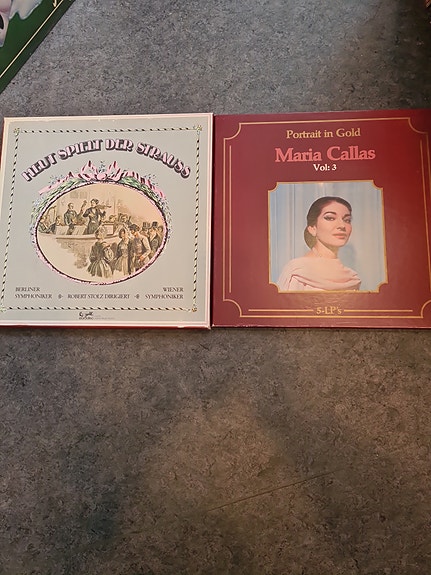 HEUT SPIELT DER STRAUSS
BERLINER
SYMPHONIKER
ROBERT STOLZ DIRIGIERT
WIENER
SYMPHONIKER
Portrait in Gold
Maria Callas
Vol: 3
5-LP's